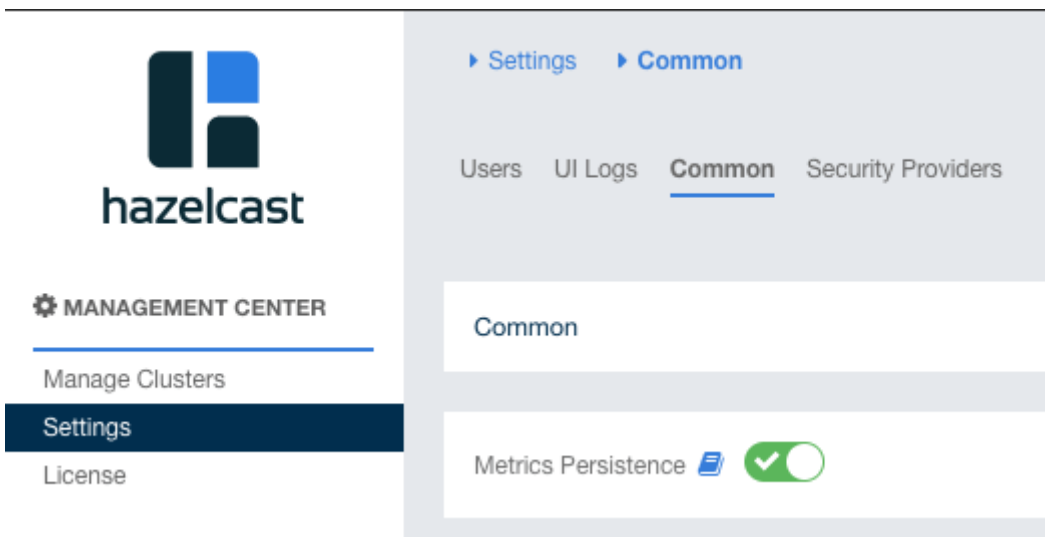 hazelcast
MANAGEMENT CENTER
Manage Clusters
Settings
License
Settings Common
Users UI Logs Common Security Providers
Common
Metrics Persistence